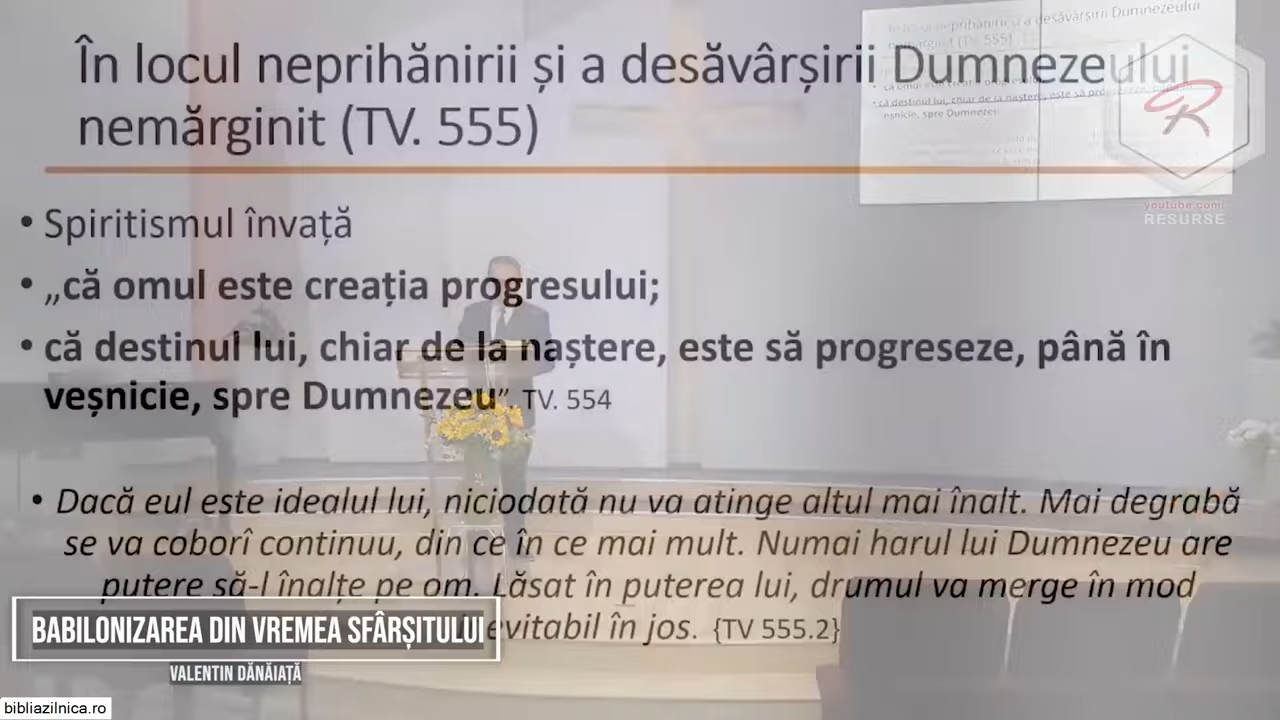 În locul neprihănirii și a desăvârșirii Dumnezeului
nemărginit (TV. 555)
youtube.com/
RESURSE
• Spiritismul învață
• „că omul este creația progresului;
• că destinul lui, chiar de la naștere, este să progreseze, până în
veșnicie, spre Dumnezeu” TV. 554
• Dacă eul este idealul lui, niciodată nu va atinge altul mai înalt. Mai degrabă
se va coborî continuu, din ce în ce mai mult. Numai harul lui Dumnezeu are
putere să-l înalțe pe om. Lăsat în puterea lui, drumul va merge în mod
evitabil în jos. {TV 555.2}
BABILONIZAREA DIN VREMEA SFÂRȘITULUI
VALENTIN DĂNĂIAȚĂ
bibliazilnica.ro